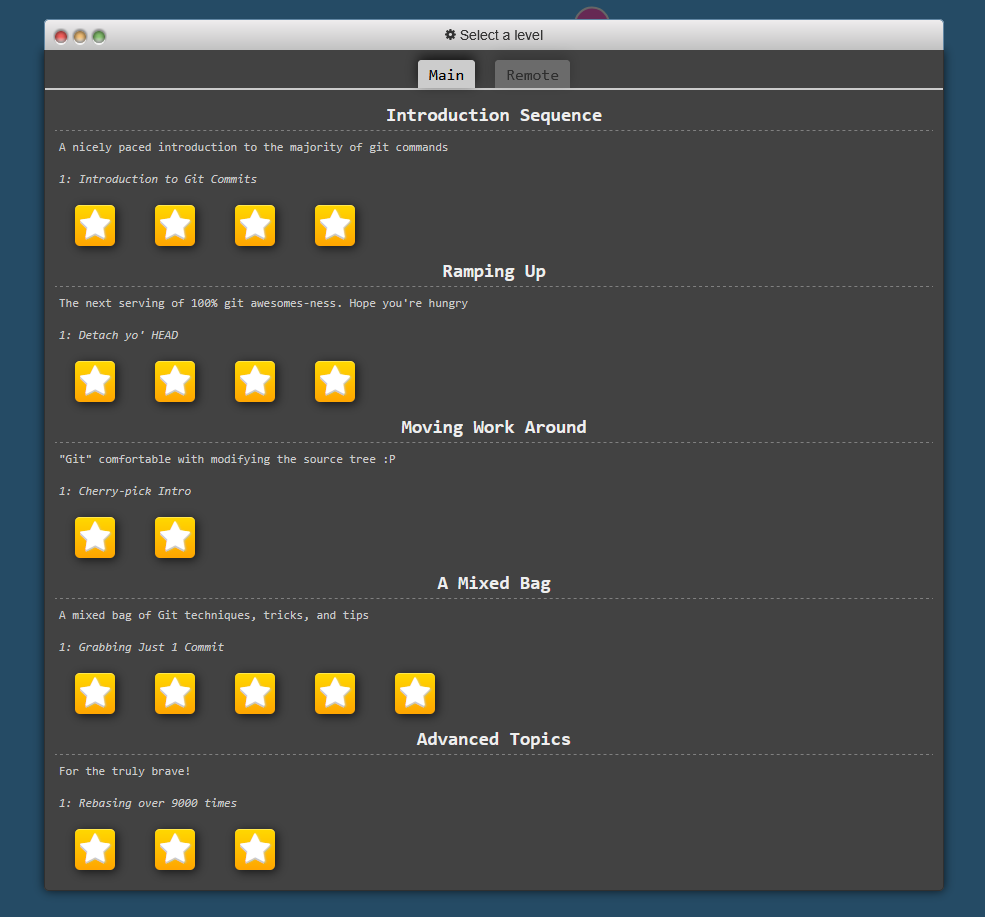 Select a level
Main Remote
Introduction Sequence
A nicely paced introduction to the majority of git commands
1: Introduction to Git Commits
Ramping Up
The next serving of 100% git awesomes-ness. Hope you're hungry
1: Detach yo' HEAD
Moving Work Around
"Git" comfortable with modifying the source tree :P
1: Cherry-pick Intro
A Mixed Bag
A mixed bag of Git techniques, tricks, and tips
1: Grabbing Just 1 Commit
Advanced Topics
For the truly brave!
1: Rebasing over 9000 times